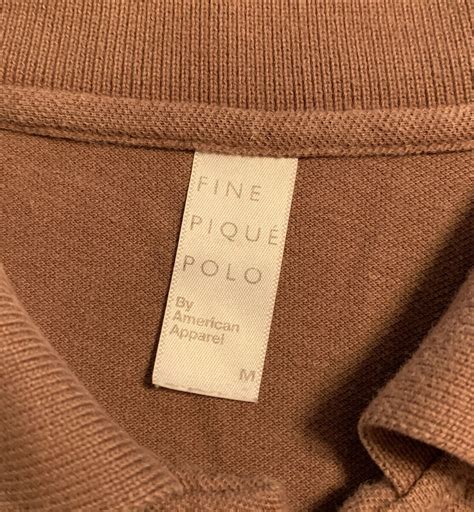 FINE
PIQUÉ
POLO
By
American
Apparel
M